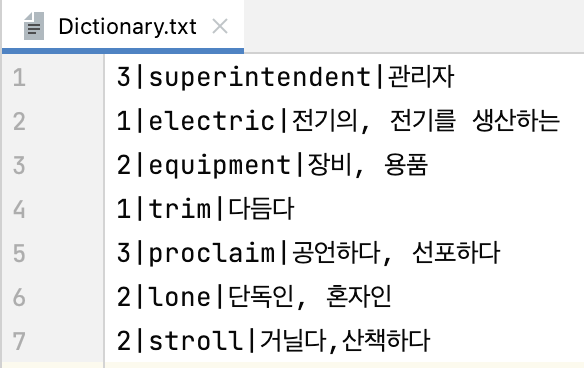 Dictionary.txt
1 3|superintendent|관리자
2 1|electric|전기의, 전기를 생산하는
3 2|equipment|장비, 용품
4 1|trim|다듬다
5 3|proclaim|공언하다, 선포하다
6 2|lone|단독인, 혼자인
7 2|stroll|거닐다,산책하다